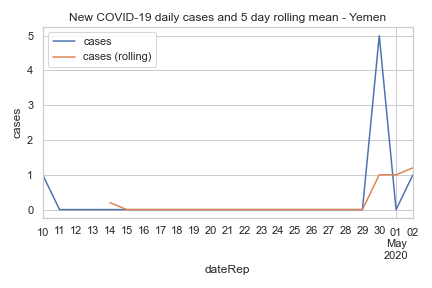 New COVID-19 daily cases and 5 day rolling mean - Yemen
cases
cases (rolling)
cases
5
4
3
2
1
0
10 11 12 13 14 15 16 17 18 19 20 21 22 23 24 25 26 27 28 29 30 01 02
May
2020
dateRep